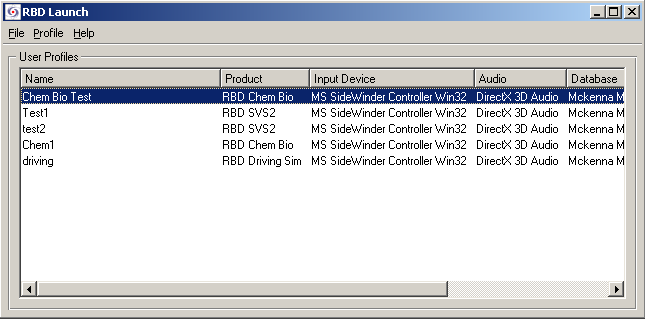 RBD Launch
File Profile Help
User Profiles
Name Product Input Device Audio Database
Chem Bio Test RBD Chem Bio MS SideWinder Controller Win32 DirectX 3D Audio Mckenna M
Test1 RBD SVS2 MS SideWinder Controller Win32 DirectX 3D Audio Mckenna M
test2 RBD SVS2 MS SideWinder Controller Win32 DirectX 3D Audio Mckenna M
Chem1 RBD Chem Bio MS SideWinder Controller Win32 DirectX 3D Audio Mckenna M
driving RBD Driving Sim MS SideWinder Controller Win32 DirectX 3D Audio Mckenna M